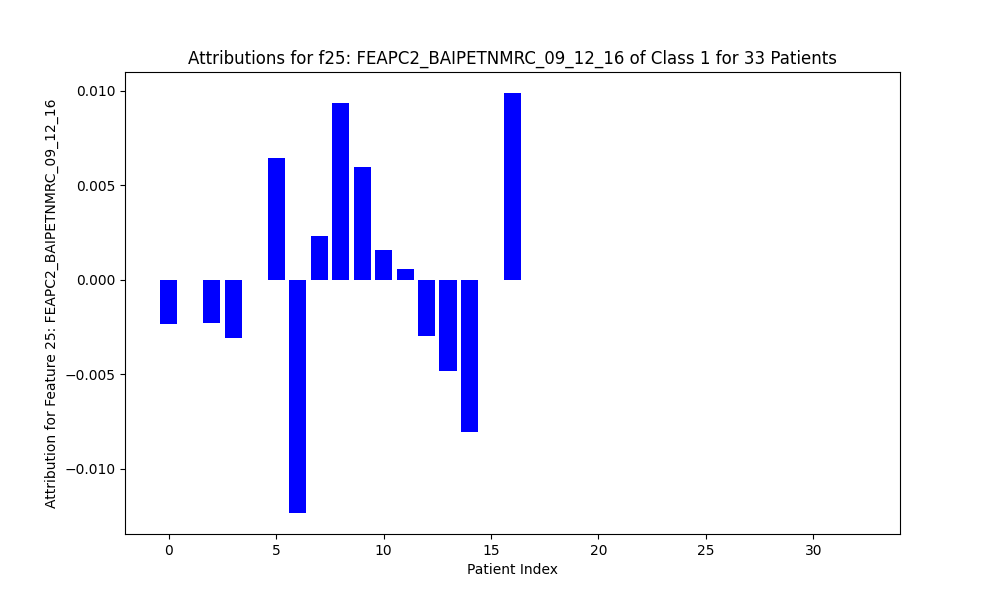 Attributions for f25: FEAPC2_BAIPETNMRC_09_12_16 of Class 1 for 33 Patients
Attribution for Feature 25: FEAPC2_BAIPETNMRC_09_12_16
0.010
0.005
0.000
−0.005
−0.010
0 5 10 15 20 25 30
Patient Index